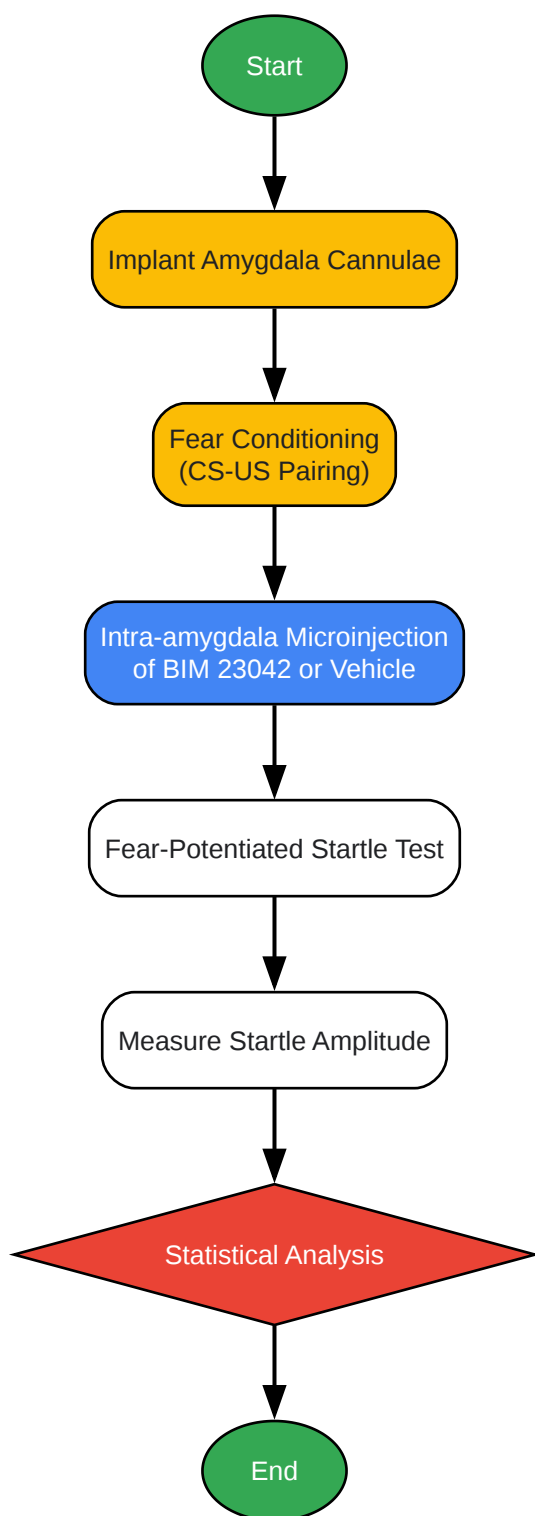 Start
Implant Amygdala Cannulae
Fear Conditioning
(CS-US Pairing)
Intra-amygdala Microinjection
of BIM 23042 or Vehicle
Fear-Potentiated Startle Test
Measure Startle Amplitude
Statistical Analysis
End